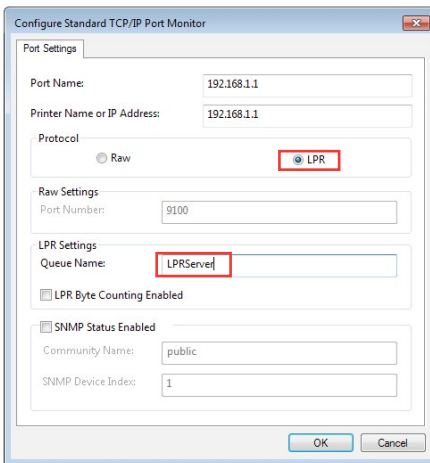 Configure Standard TCP/IP Port Monitor
Port Settings
Port Name: 192.168.1.1
Printer Name or IP Address: 192.168.1.1
Protocol
Raw LPR
Raw Settings
Port Number: 9100
LPR Settings
Queue Name: LPRServer
LPR Byte Counting Enabled
SNMP Status Enabled
Community Name: public
SNMP Device Index: 1
OK Cancel